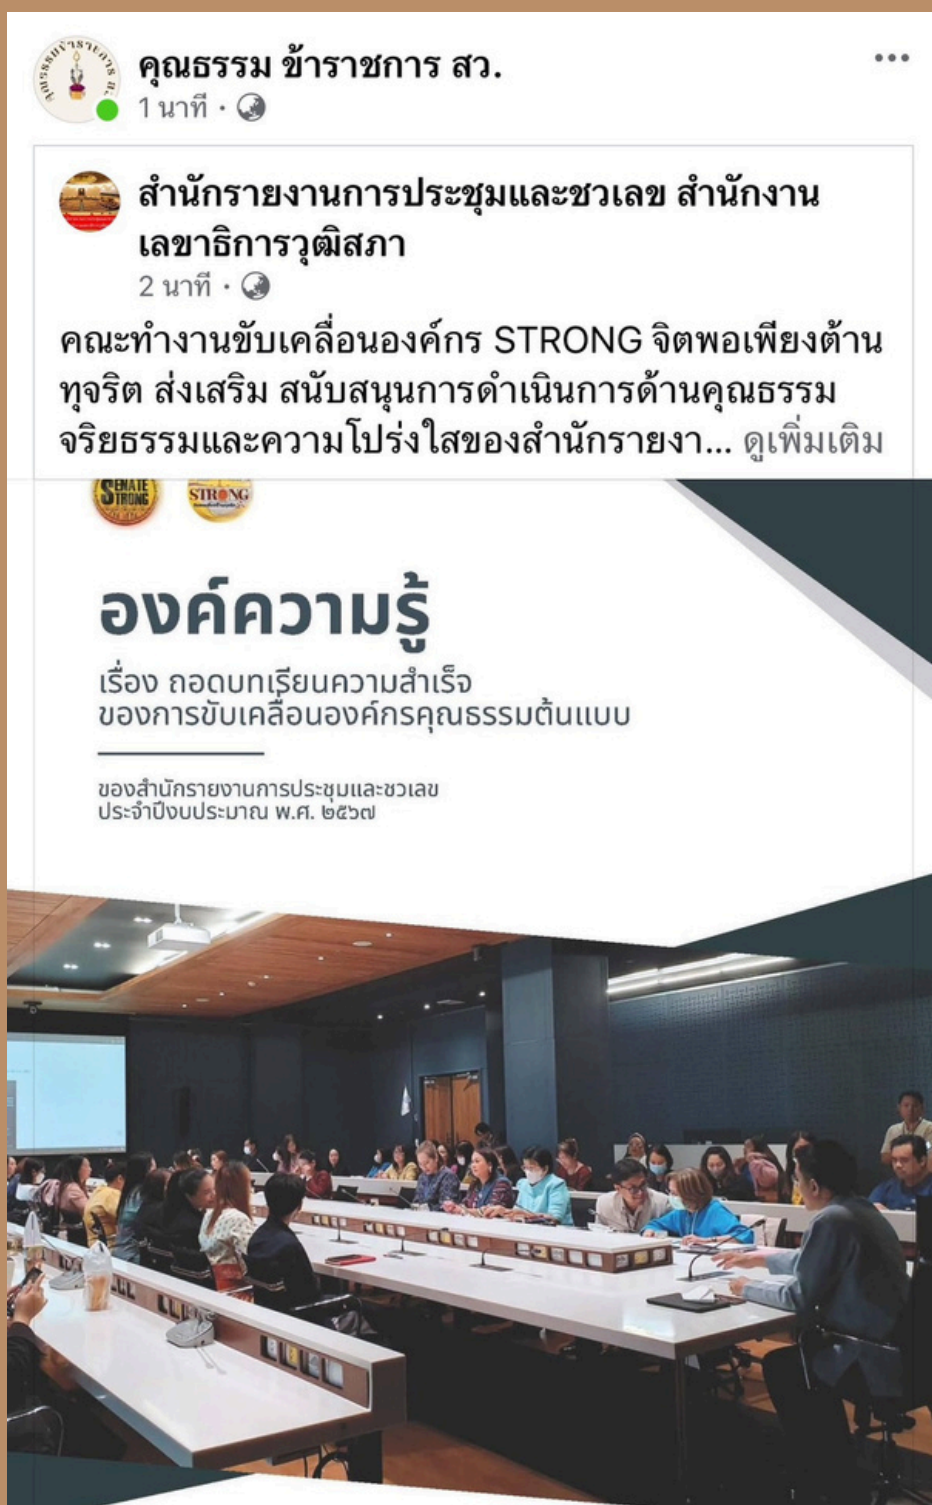 คุณธรรม ข้าราชการ สว.
1 นาที ·
สำนักรายงานการประชุมและชวเลข สำนักงาน
เลขาธิการวุฒิสภา
2 นาที ·
คณะทำงานขับเคลื่อนองค์กร STRONG จิตพอเพียงต้าน
ทุจริต ส่งเสริม สนับสนุนการดำเนินการด้านคุณธรรม
จริยธรรมและความโปร่งใสของสำนักรายงา... ดูเพิ่มเติม
SENATE
STRONG
STRONG
องค์ความรู้
เรื่อง ถอดบทเรียนความสำเร็จ
ของการขับเคลื่อนองค์กรคุณธรรมต้นแบบ
ของสำนักรายงานการประชุมและชวเลข
ประจำปีงบประมาณ พ.ศ. ๒๕๖๗